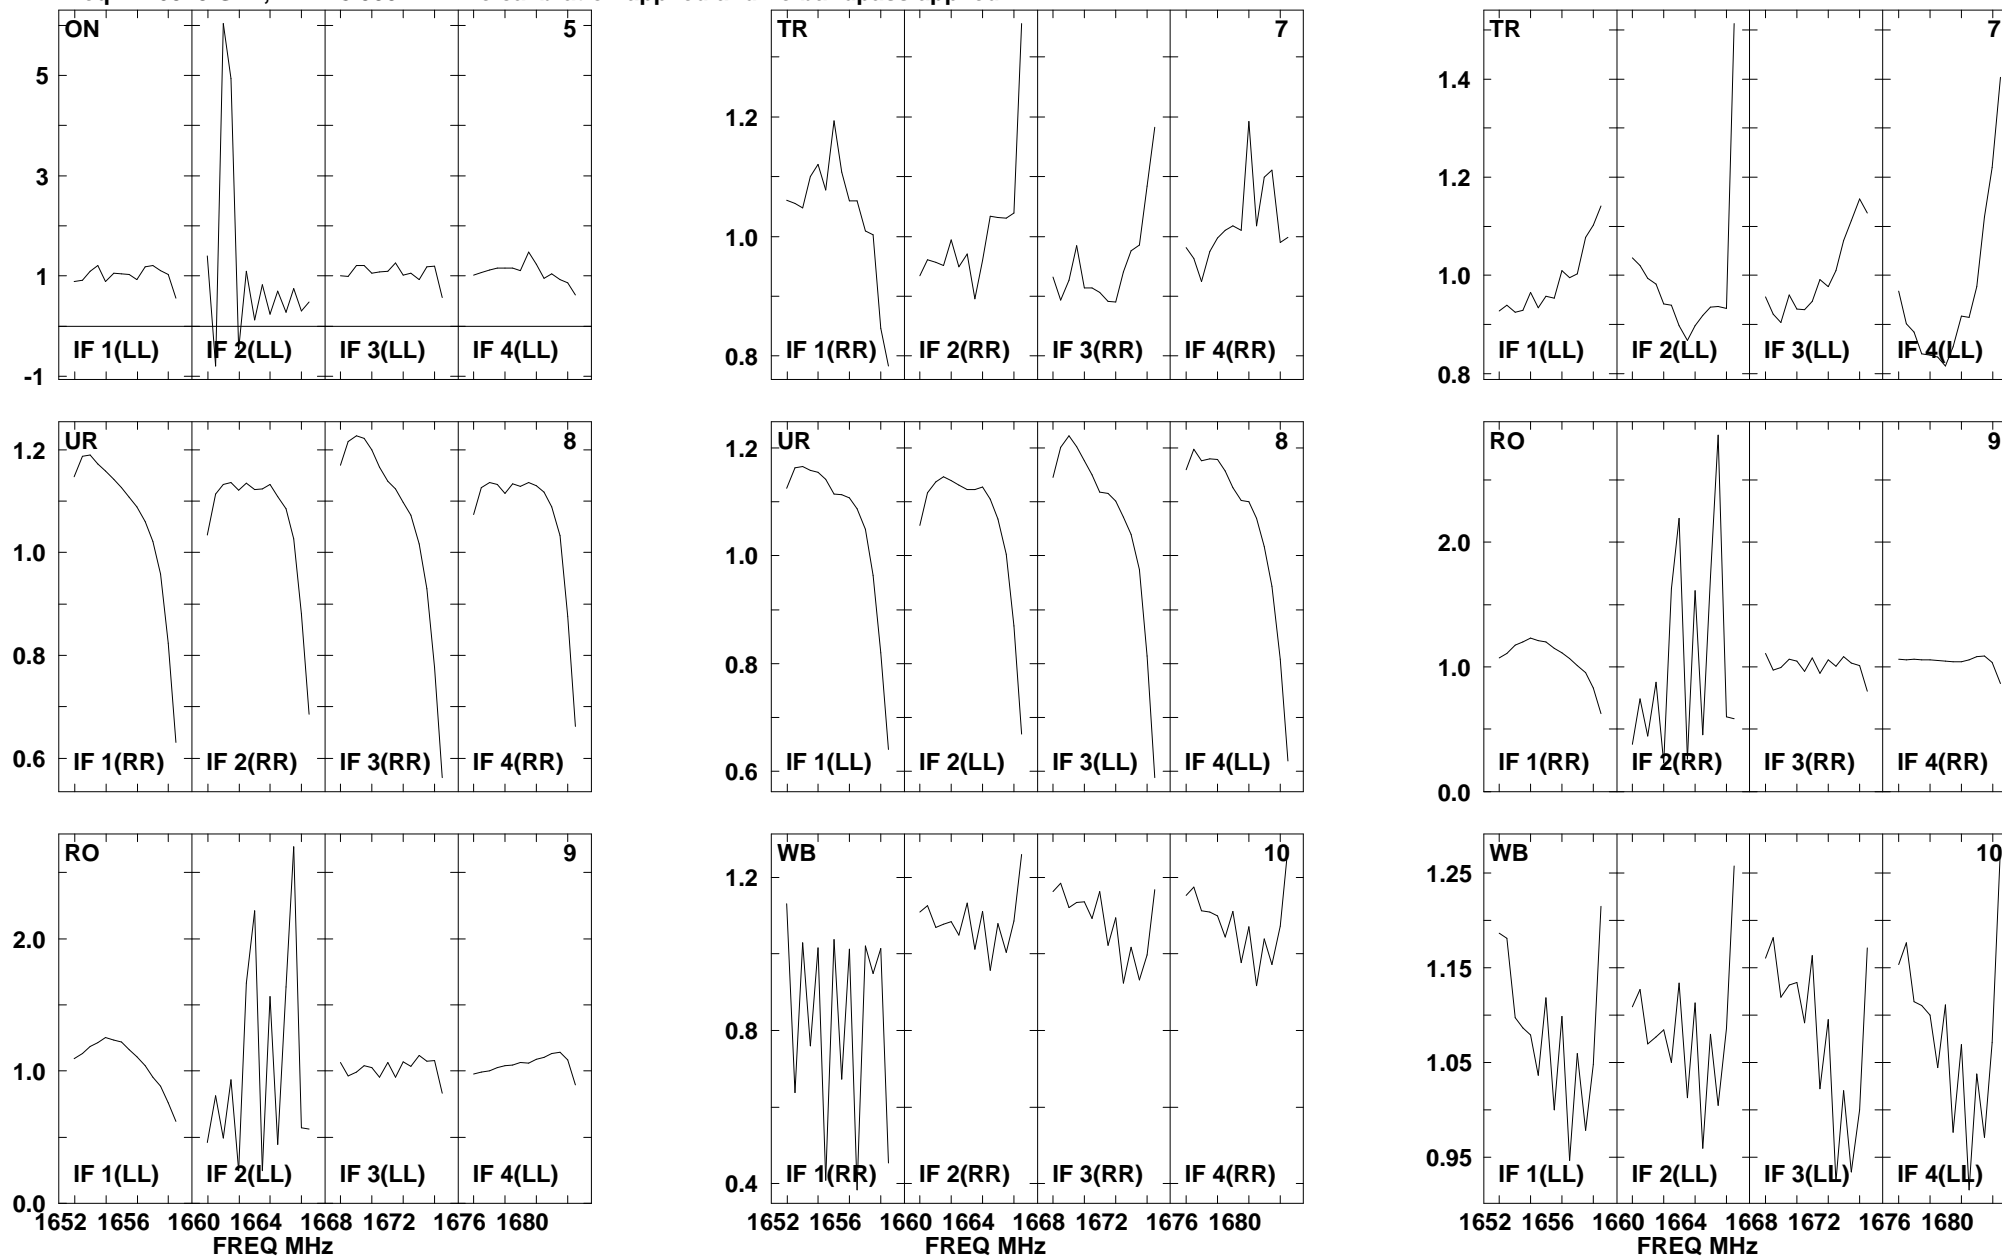 ON 5
5
3
1
-1
IF 1(LL) IF 2(LL) IF 3(LL) IF 4(LL)
TR 7
1.2
1.0
0.8
IF 1(RR) IF 2(RR) IF 3(RR) IF 4(RR)
TR 7
1.4
1.2
1.0
0.8
IF 1(LL) IF 2(LL) IF 3(LL) IF 4(LL)
UR 8
1.2
1.0
0.8
0.6
IF 1(RR) IF 2(RR) IF 3(RR) IF 4(RR)
UR 8
1.2
1.0
0.8
0.6
IF 1(LL) IF 2(LL) IF 3(LL) IF 4(LL)
RO 9
2.0
1.0
0.0
IF 1(RR) IF 2(RR) IF 3(RR) IF 4(RR)
RO 9
2.0
1.0
0.0
IF 1(LL) IF 2(LL) IF 3(LL) IF 4(LL)
1652 1656 1660 1664 1668 1672 1676 1680
FREQ MHz
WB 10
1.2
0.8
0.4
IF 1(RR) IF 2(RR) IF 3(RR) IF 4(RR)
1652 1656 1660 1664 1668 1672 1676 1680
FREQ MHz
WB 10
1.25
1.15
1.05
0.95
IF 1(LL) IF 2(LL) IF 3(LL) IF 4(LL)
1652 1656 1660 1664 1668 1672 1676 1680
FREQ MHz